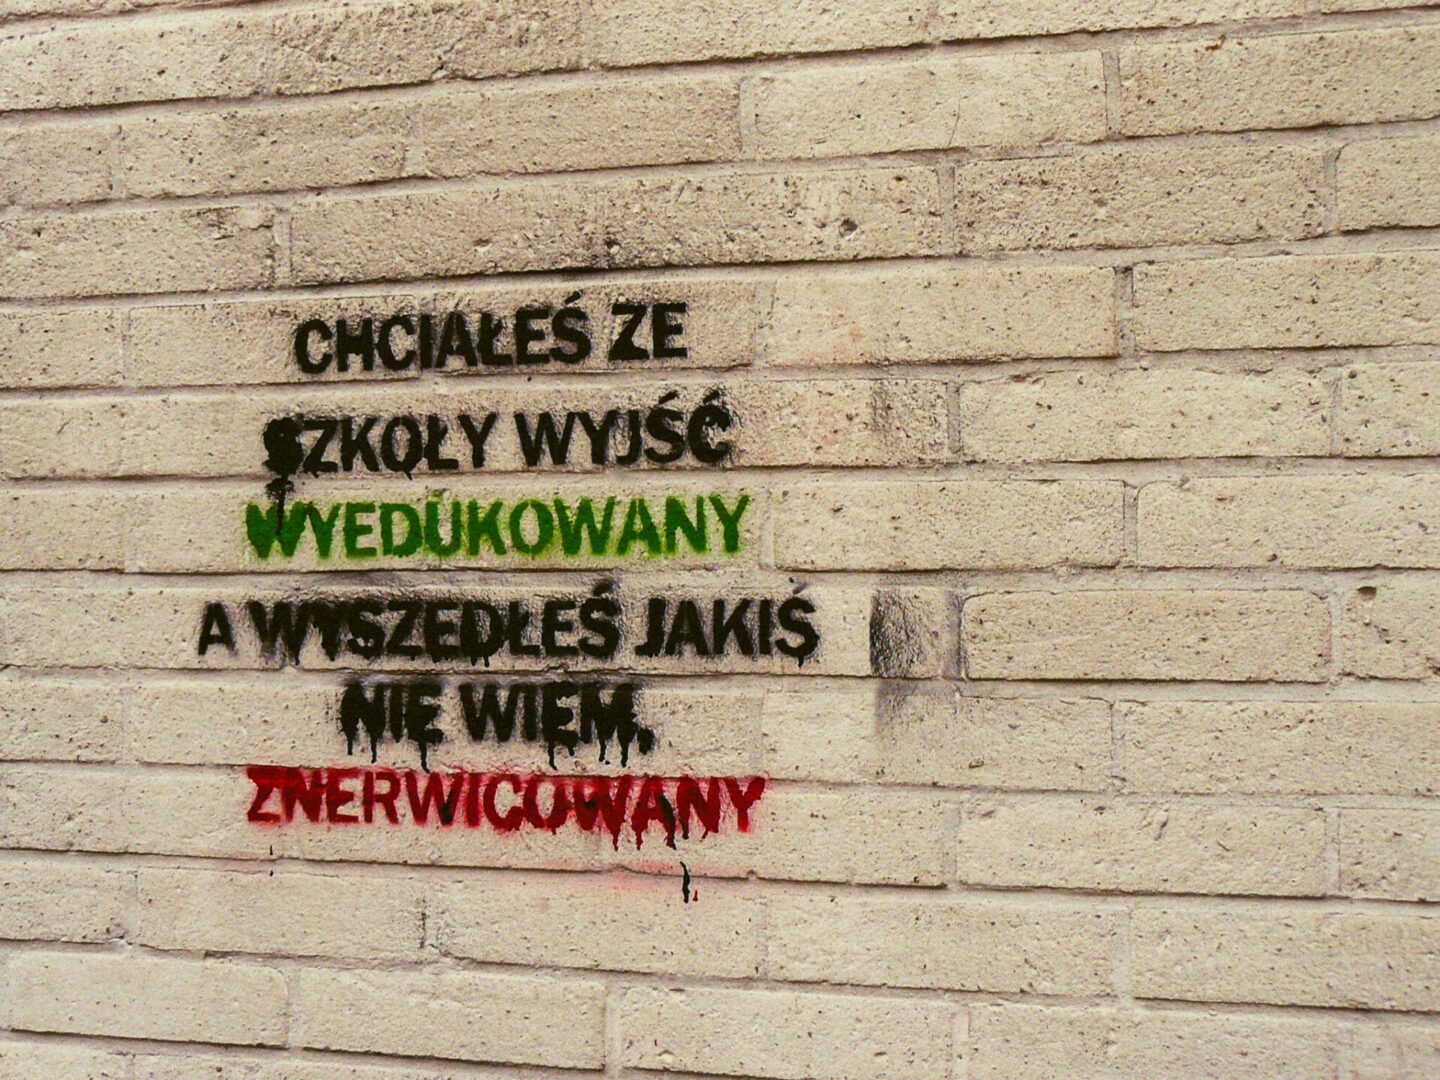 CHCIAŁEŚ ZE
SZKOŁY WYJŚĆ
WYEDUKOWANY
A WYSZEDŁEŚ JAKIŚ
NIE WIEM.
ZNERWICOWANY